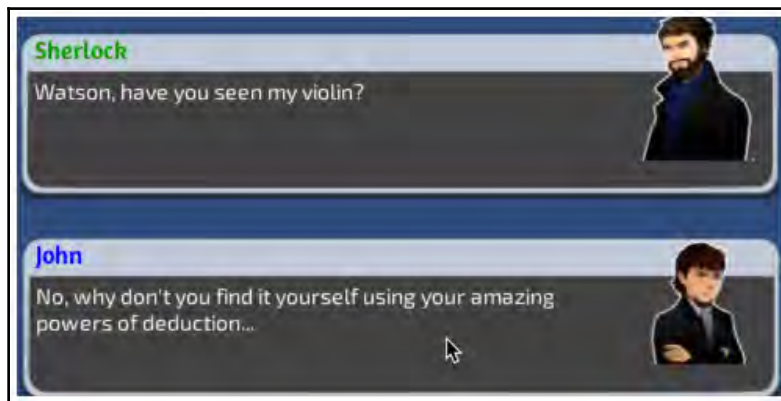 Sherlock
Watson, have you seen my violin?
John
No, why don't you find it yourself using your amazing
powers of deduction...